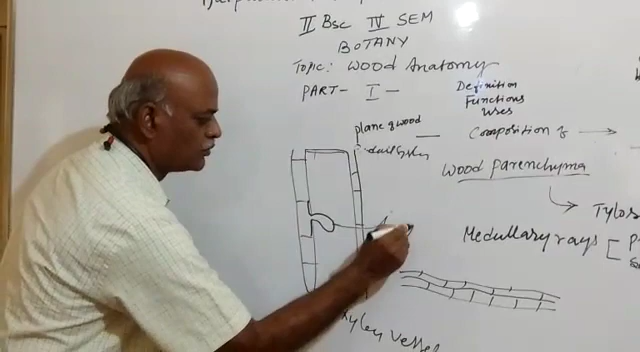 II BSc IV SEM
BOTANY
Topic: Wood Anatomy
PART- I -
Definition
Functions
Uses
plane of wood
Composition of
Wood Parenchyma
Tylos
Medullary rays
Xylem Vessel